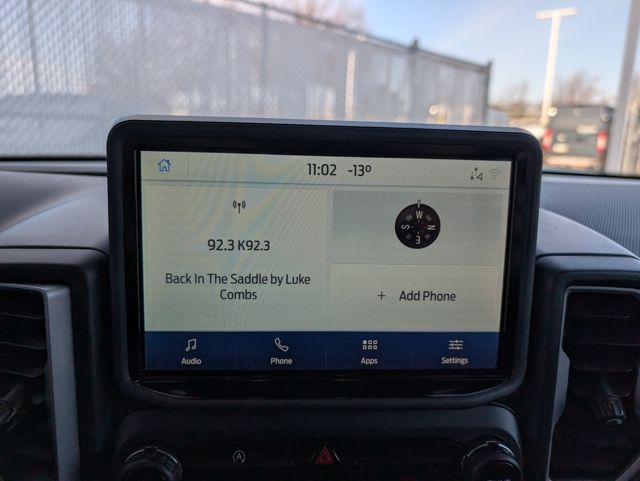 11:02 -13°
4
92.3 K92.3
Back In The Saddle by Luke
Combs
W
S N
E
+ Add Phone
Audio Phone Apps Settings
A